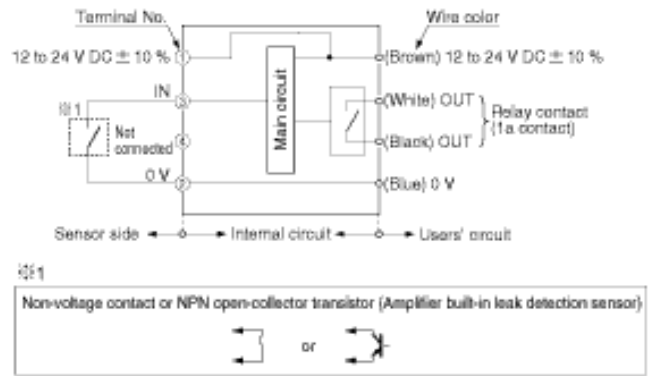 Terminal No.
Wire color
12 to 24 V DC ± 10 %
1
(Brown) 12 to 24 V DC ± 10 %
IN
3
(White) OUT
※1
Not connected
4
Main circuit
Relay contact
(1a contact)
(Black) OUT
0 V
2
(Blue) 0 V
Sensor side
Internal circuit
Users' circuit
※1
Non-voltage contact or NPN open-collector transistor (Amplifier built-in leak detection sensor)
or